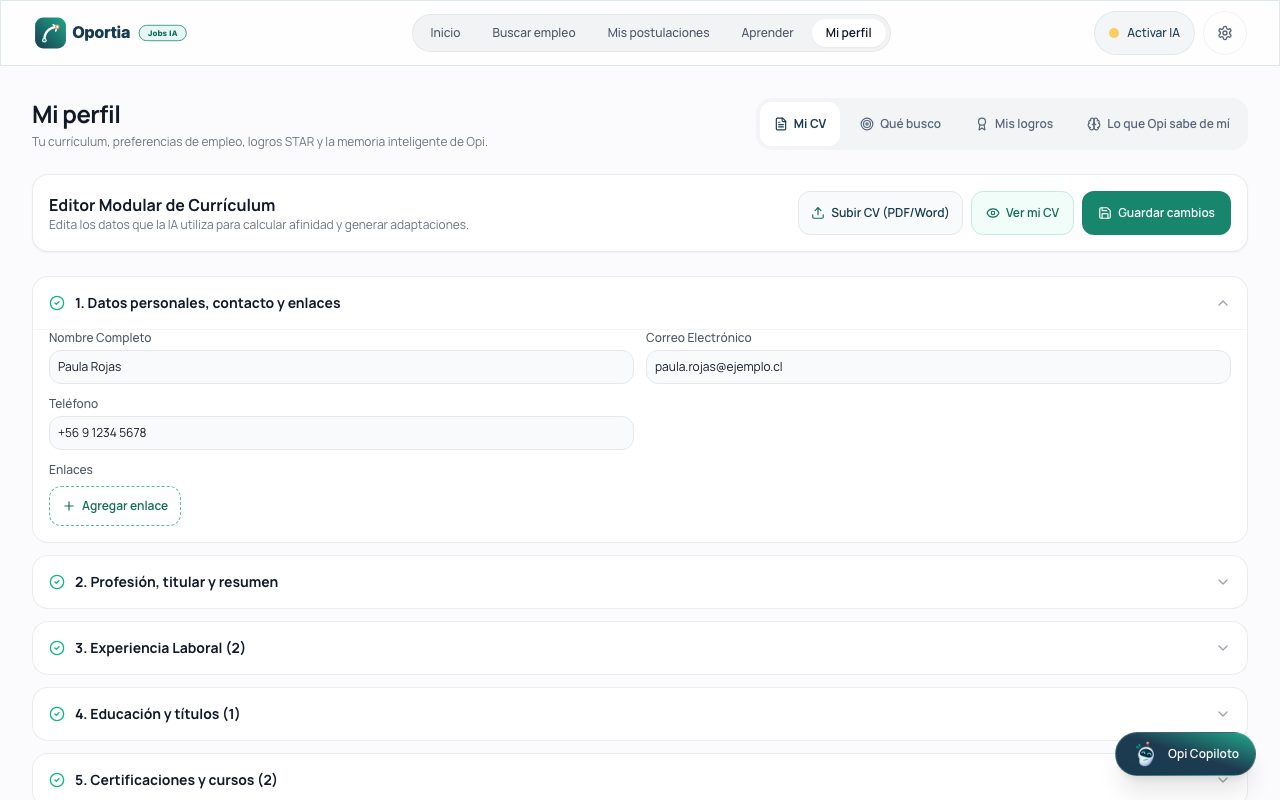 Oportia
Jobs IA
Inicio
Buscar empleo
Mis postulaciones
Aprender
Mi perfil
Activar IA
Mi perfil
Tu currículum, preferencias de empleo, logros STAR y la memoria inteligente de Opi.
Mi CV
Qué busco
Mis logros
Lo que Opi sabe de mí
Editor Modular de Currículum
Edita los datos que la IA utiliza para calcular afinidad y generar adaptaciones.
Subir CV (PDF/Word)
Ver mi CV
Guardar cambios
1. Datos personales, contacto y enlaces
Nombre Completo
Paula Rojas
Correo Electrónico
paula.rojas@ejemplo.cl
Teléfono
+56 9 1234 5678
Enlaces
+ Agregar enlace
2. Profesión, titular y resumen
3. Experiencia Laboral (2)
4. Educación y títulos (1)
5. Certificaciones y cursos (2)
Opi Copiloto